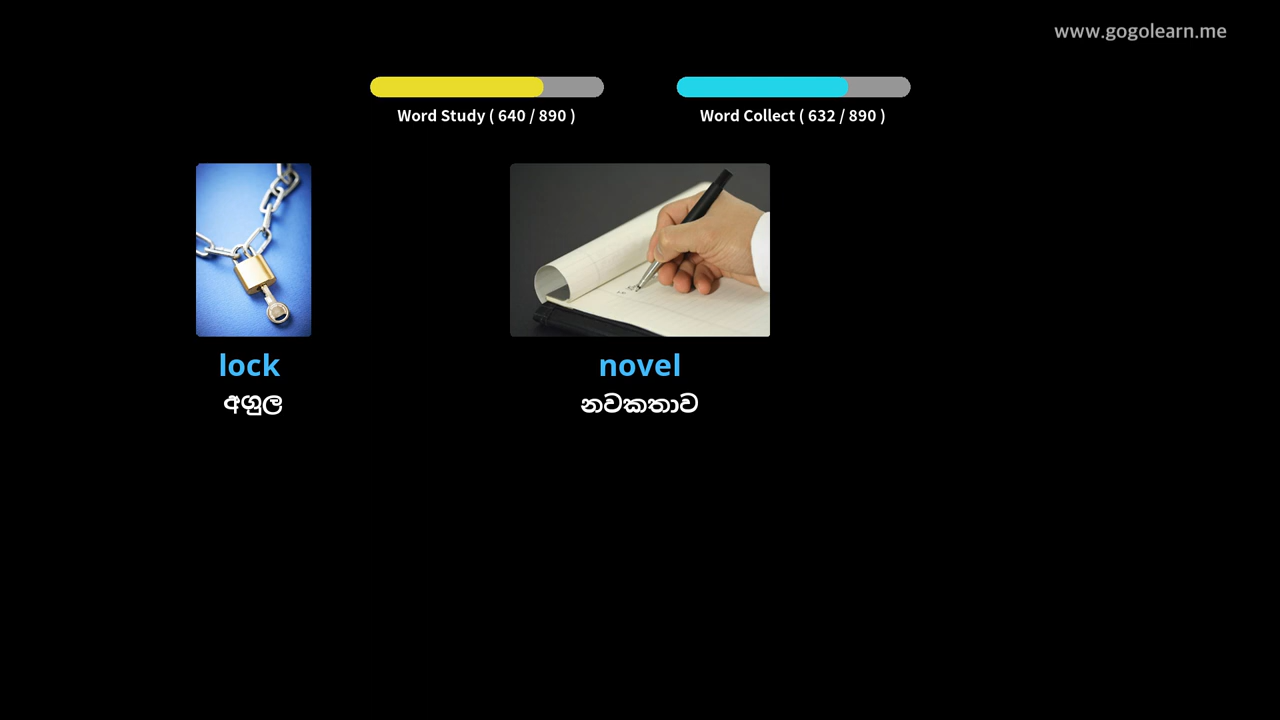 www.gogolearn.me
Word Study ( 640 / 890 )
Word Collect ( 632 / 890 )
lock
අගුල
novel
නවකතාව